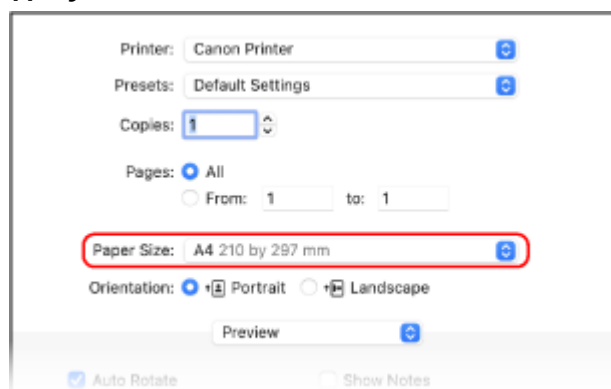 Printer: Canon Printer
Presets: Default Settings
Copies: 1
Pages: All
From: 1 to: 1
Paper Size: A4 210 by 297 mm
Orientation: Portrait Landscape
Preview
Auto Rotate Show Notes